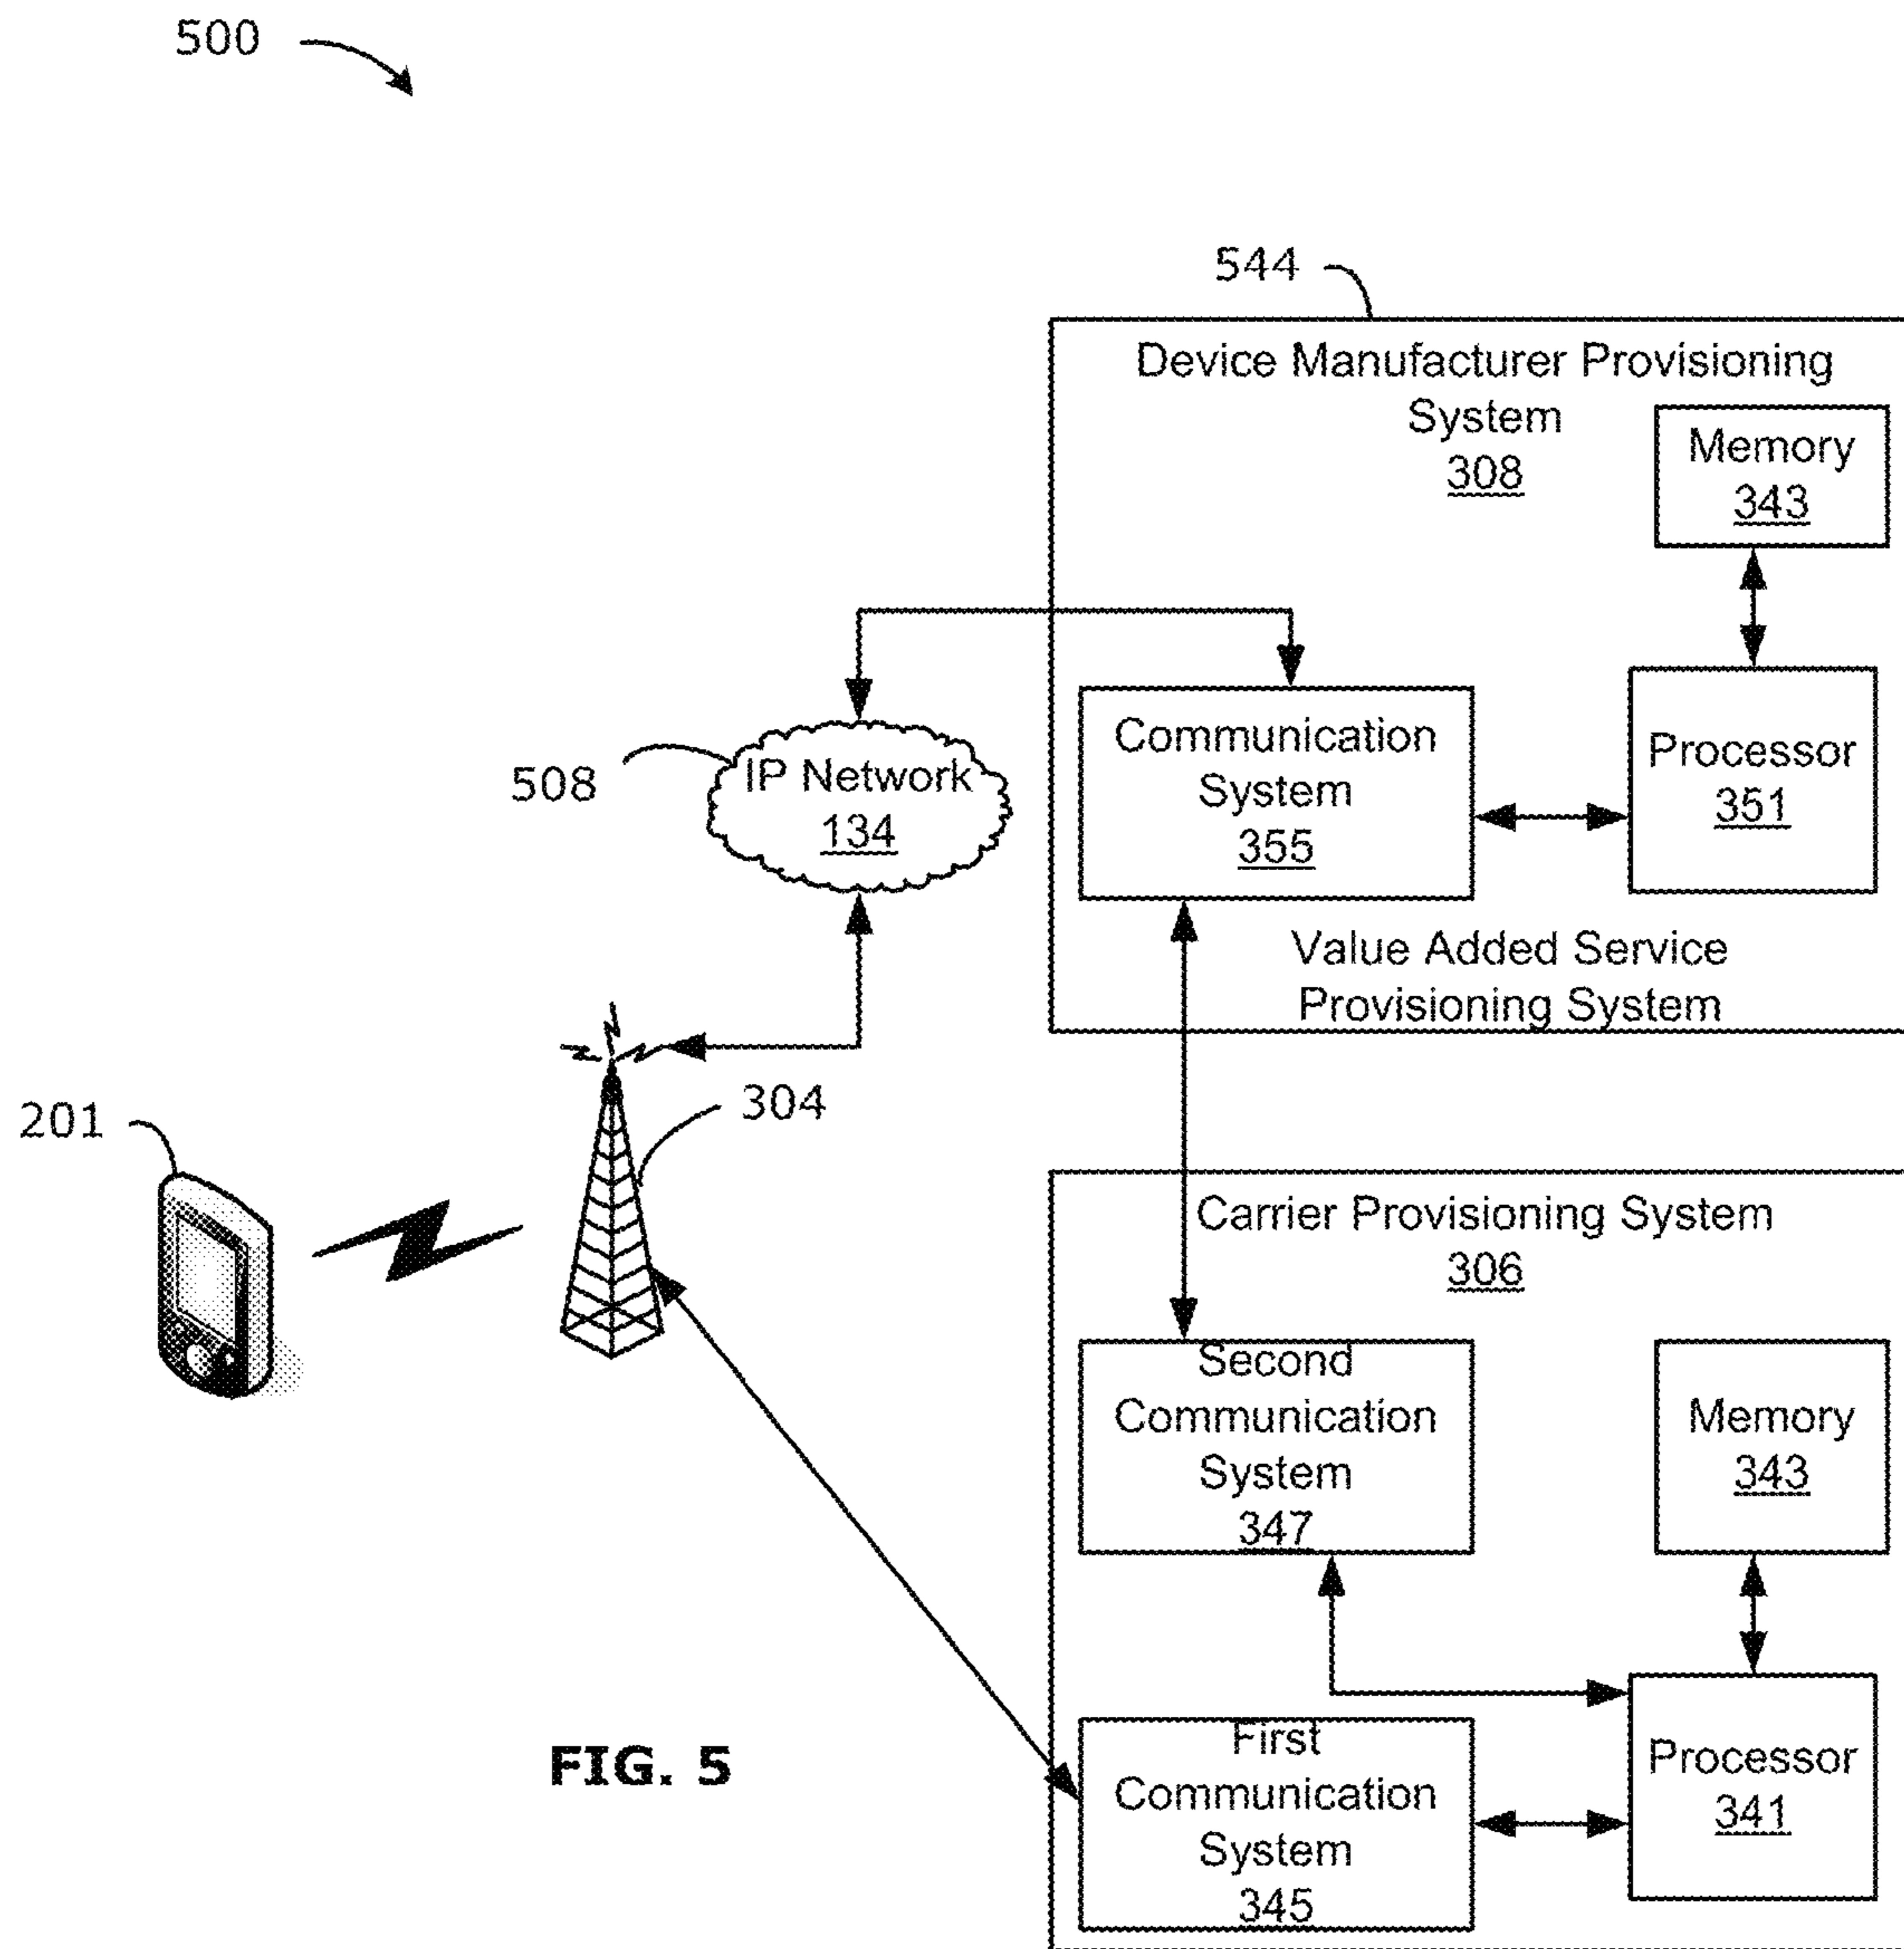 500
544
Device Manufacturer Provisioning
System
308
Memory
343
Communication
System
355
Processor
351
Value Added Service
Provisioning System
508
IP Network
134
304
201
Carrier Provisioning System
306
Second
Communication
System
347
Memory
343
First
Communication
System
345
Processor
341
FIG. 5